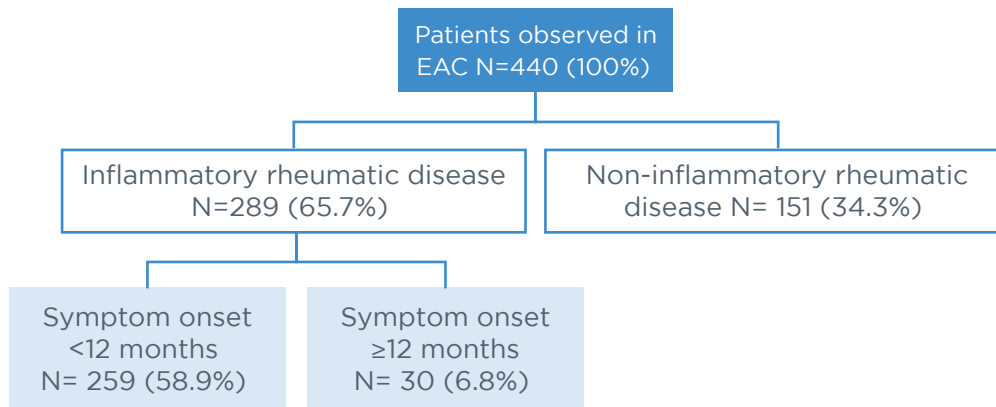 Patients observed in
EAC N=440 (100%)
Inflammatory rheumatic disease
N=289 (65.7%)
Non-inflammatory rheumatic
disease N= 151 (34.3%)
Symptom onset
<12 months
N= 259 (58.9%)
Symptom onset
≥12 months
N= 30 (6.8%)